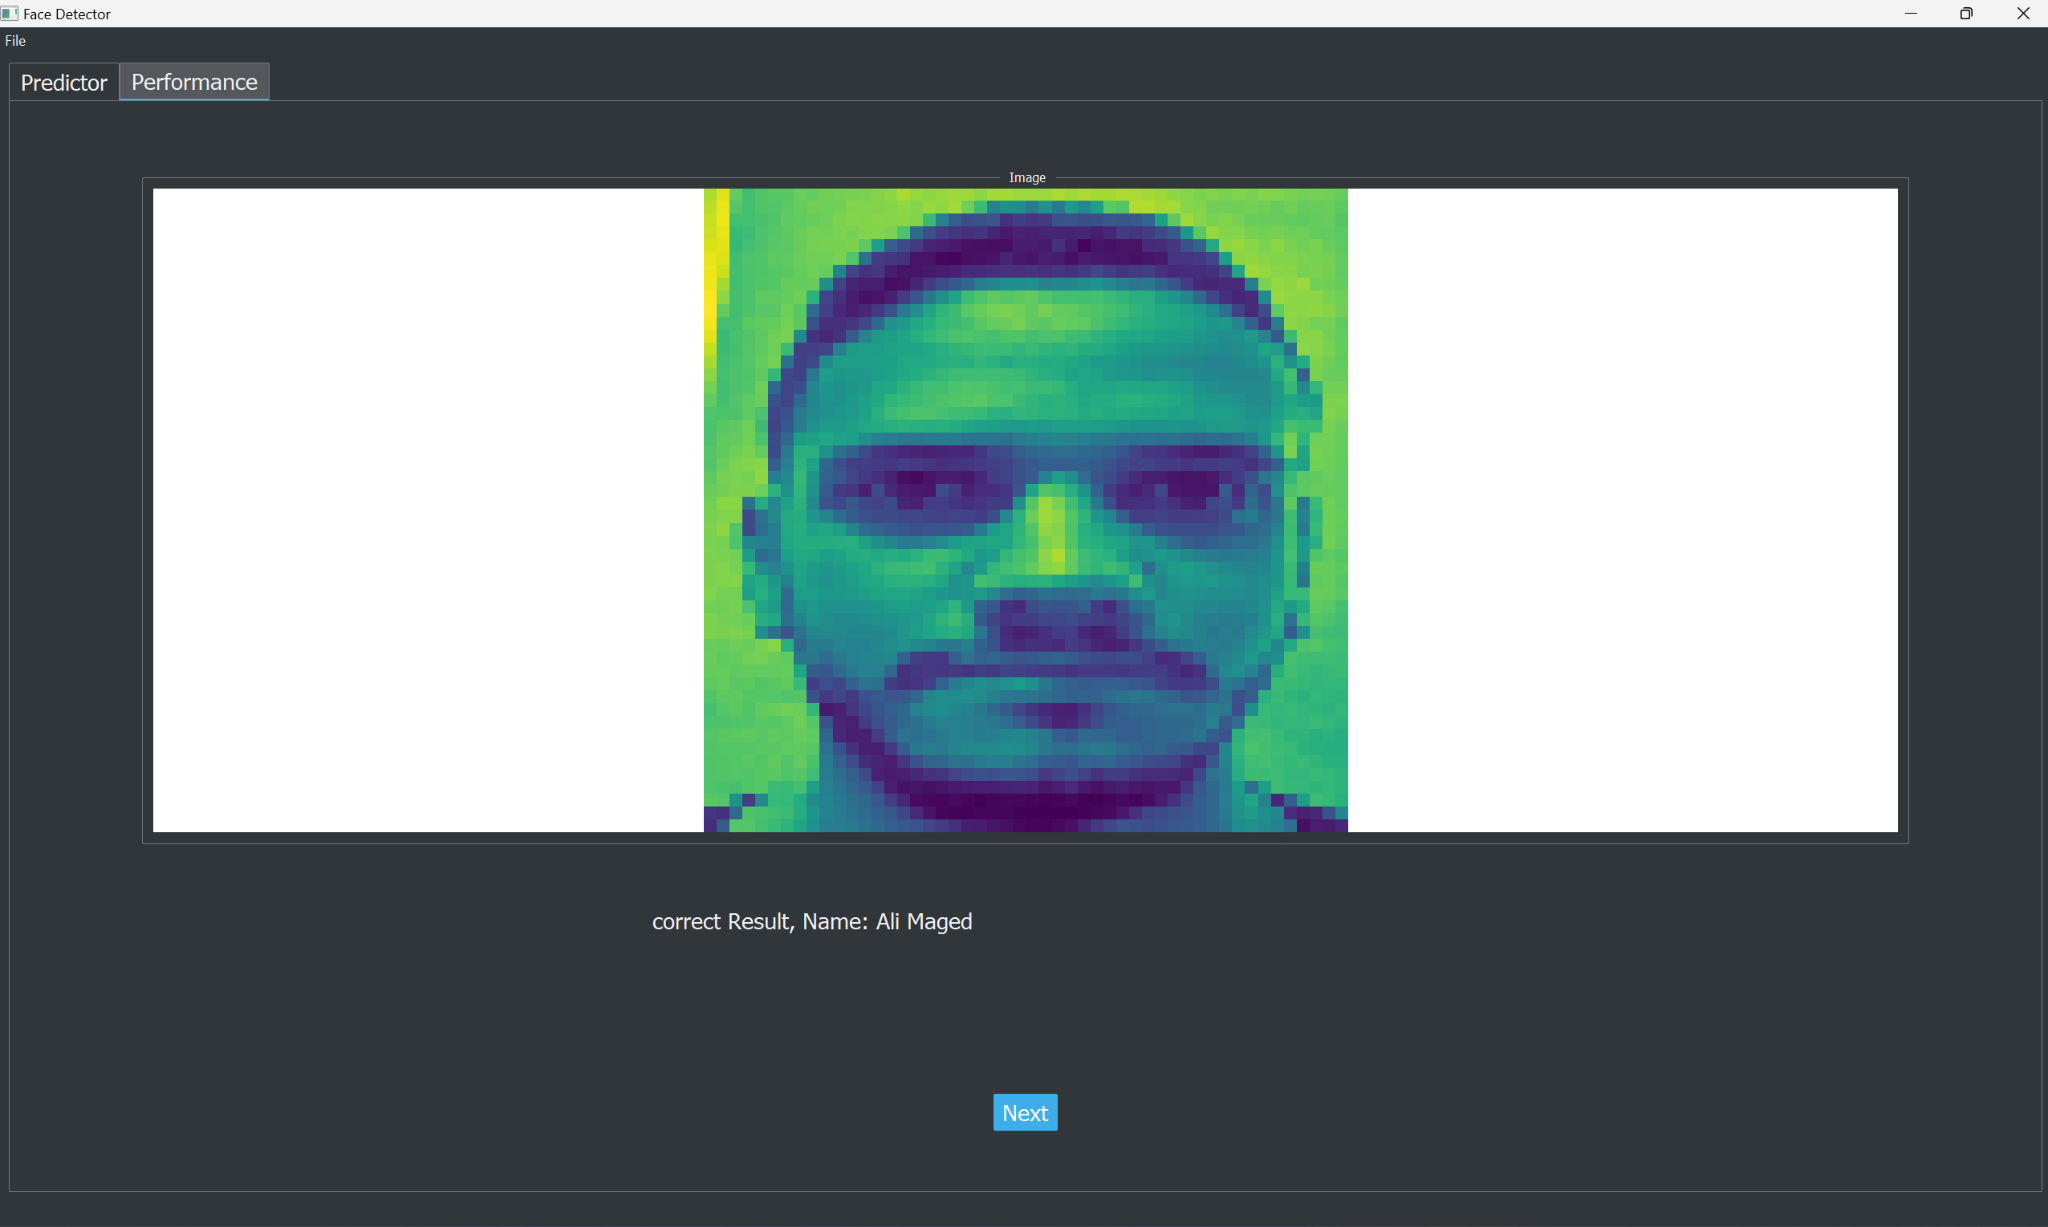 Face Detector
File
Predictor Performance
Image
correct Result, Name: Ali Maged
Next